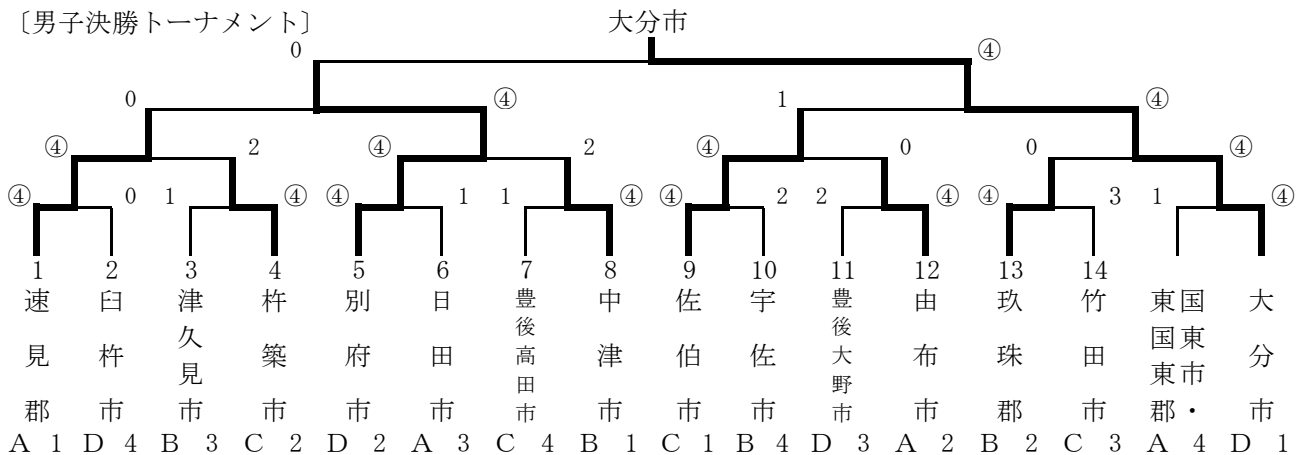 〔男子決勝トーナメント〕 大分市
0 ④
0 ④ 1 ④
④ 2 ④ 2 ④ 0 0 ④
④ 0 1 ④ ④ 1 1 ④ ④ 2 2 ④ ④ 3 1 ④
1 2 3 4 5 6 7 8 9 10 11 12 13 14
速見郡 臼杵市 津久見市 杵築市 別府市 日田市 豊後高田市 中津市 佐伯市 宇佐市 豊後大野市 由布市 玖珠郡 竹田市 国東市・東国東郡 大分市
A 1 D 4 B 3 C 2 D 2 A 3 C 4 B 1 C 1 B 4 D 3 A 2 B 2 C 3 A 4 D 1